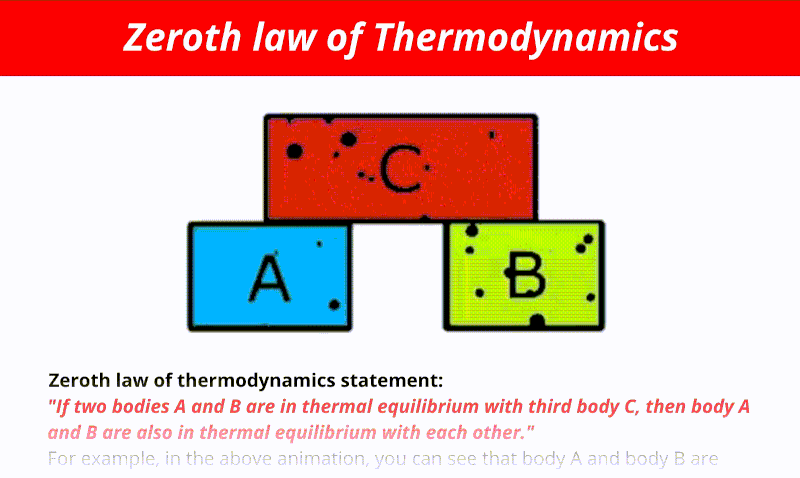 Zeroth law of Thermodynamics
C
A
B
Zeroth law of thermodynamics statement:
"If two bodies A and B are in thermal equilibrium with third body C, then body A
and B are also in thermal equilibrium with each other."
For example, in the above animation, you can see that body A and body B are